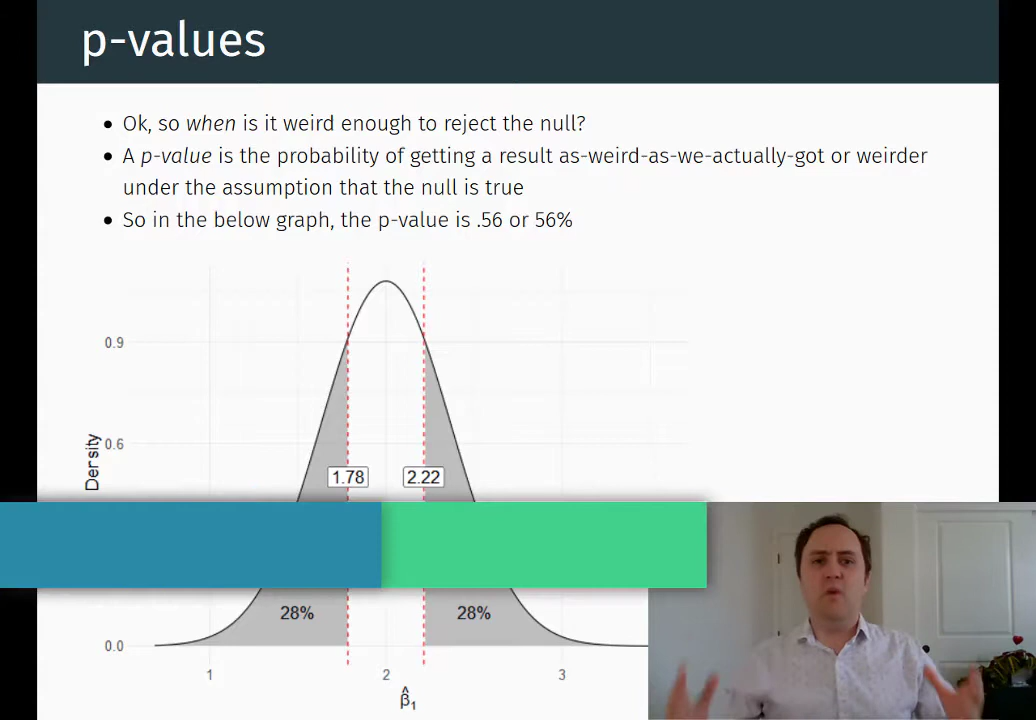 p-values
• Ok, so when is it weird enough to reject the null?
• A p-value is the probability of getting a result as-weird-as-we-actually-got or weirder
under the assumption that the null is true
• So in the below graph, the p-value is .56 or 56%
0.9
Density
0.6
1.78 2.22
28% 28%
0.0
1 2 3
β̂₁